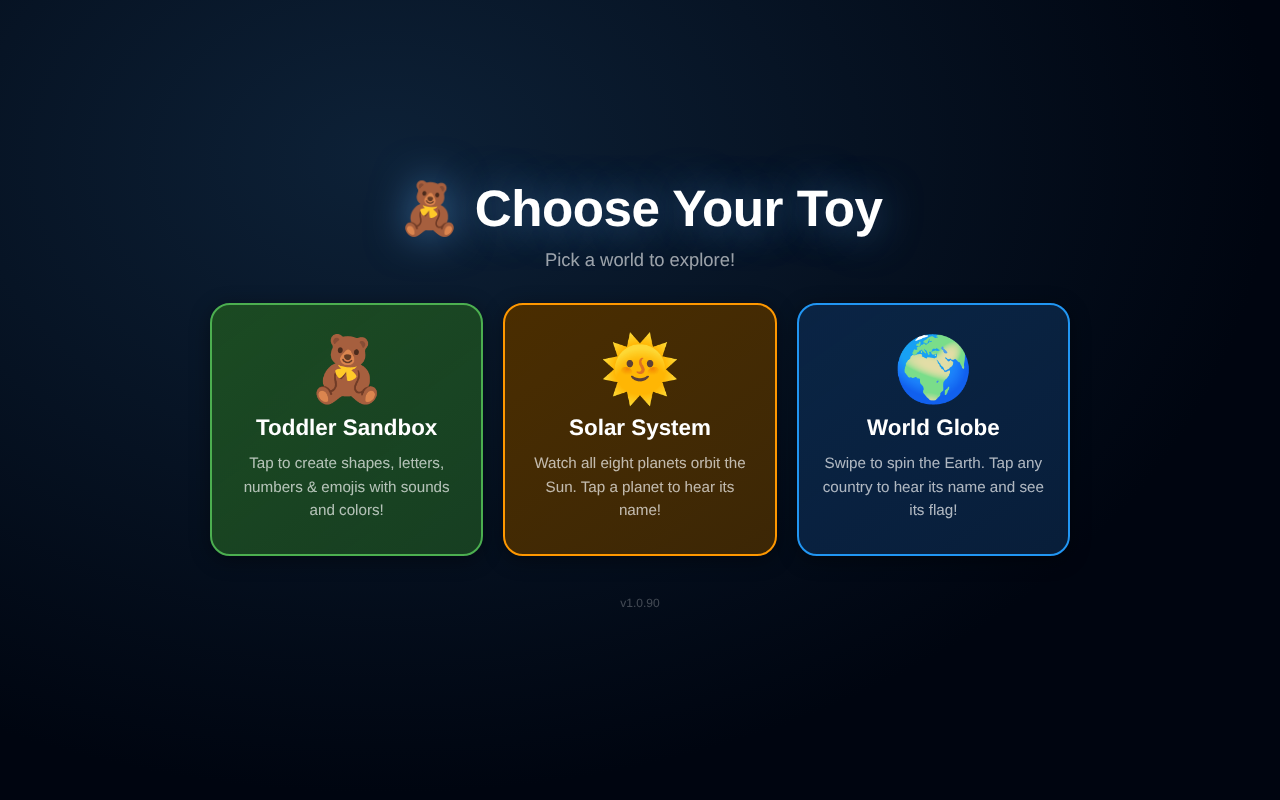 Choose Your Toy
Pick a world to explore!
Toddler Sandbox
Tap to create shapes, letters,
numbers & emojis with sounds
and colors!
Solar System
Watch all eight planets orbit the
Sun. Tap a planet to hear its
name!
World Globe
Swipe to spin the Earth. Tap any
country to hear its name and see
its flag!
v1.0.90